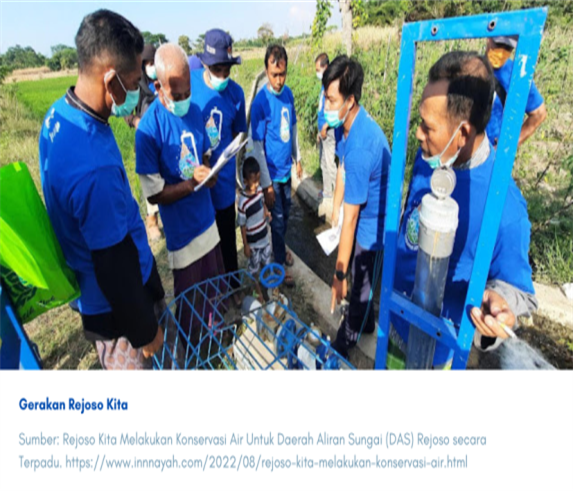 Gerakan Rejoso Kita
Sumber: Rejoso Kita Melakukan Konservasi Air Untuk Daerah Aliran Sungai (DAS) Rejoso secara
Terpadu. https://www.innnayah.com/2022/08/rejoso-kita-melakukan-konservasi-air.html